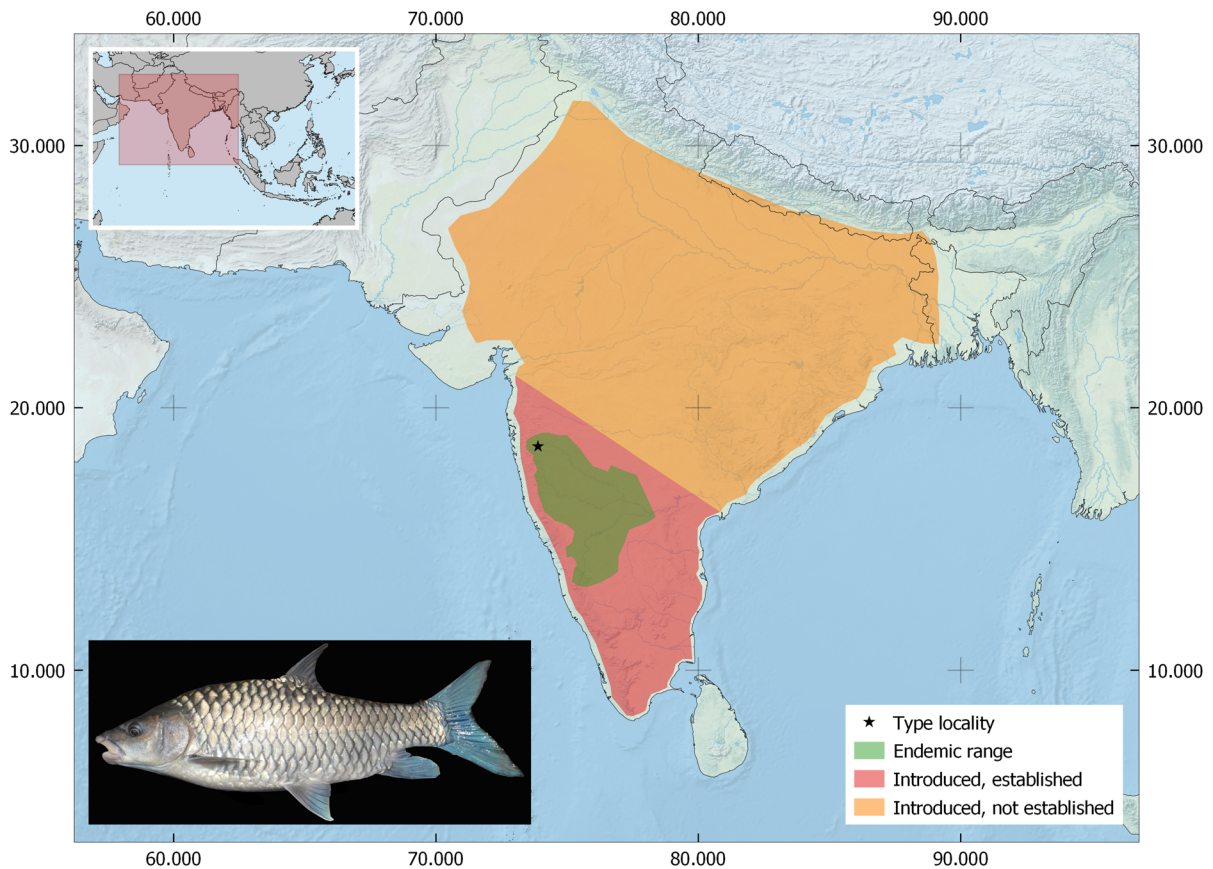 60.000 70.000 80.000 90.000
30.000 30.000
20.000 20.000
10.000 10.000
Type locality
Endemic range
Introduced, established
Introduced, not established
60.000 70.000 80.000 90.000